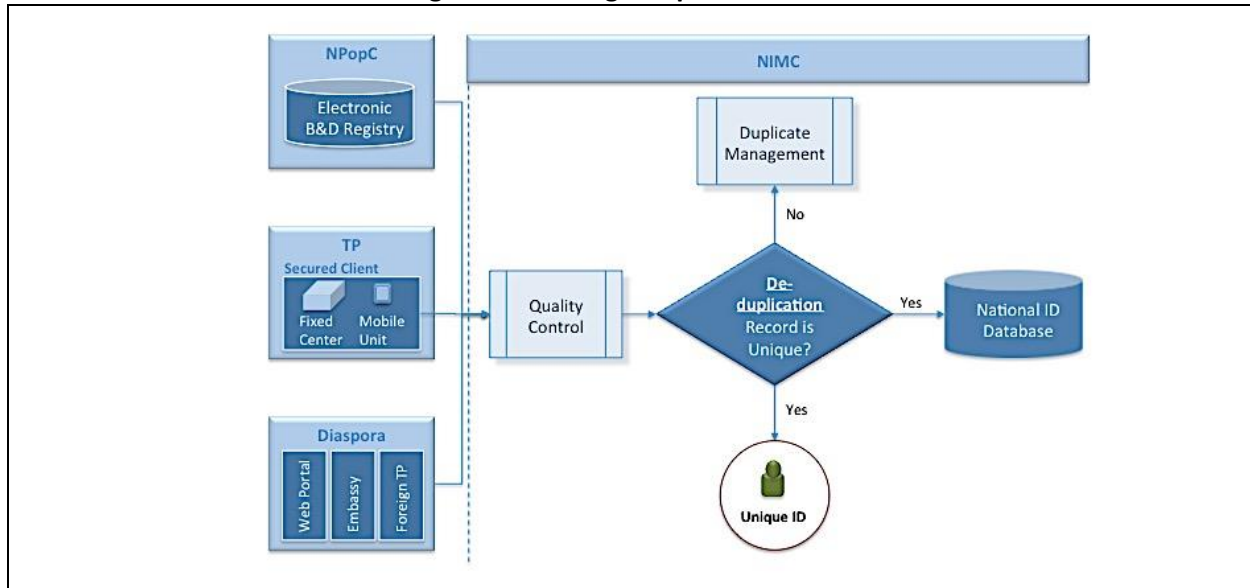 NPopC
Electronic
B&D Registry
NIMC
Duplicate
Management
No
TP
Secured Client
Fixed
Center
Mobile
Unit
Quality
Control
De-
duplication
Record is
Unique?
Yes
National ID
Database
Yes
Diaspora
Web Portal
Embassy
Foreign TP
Unique ID